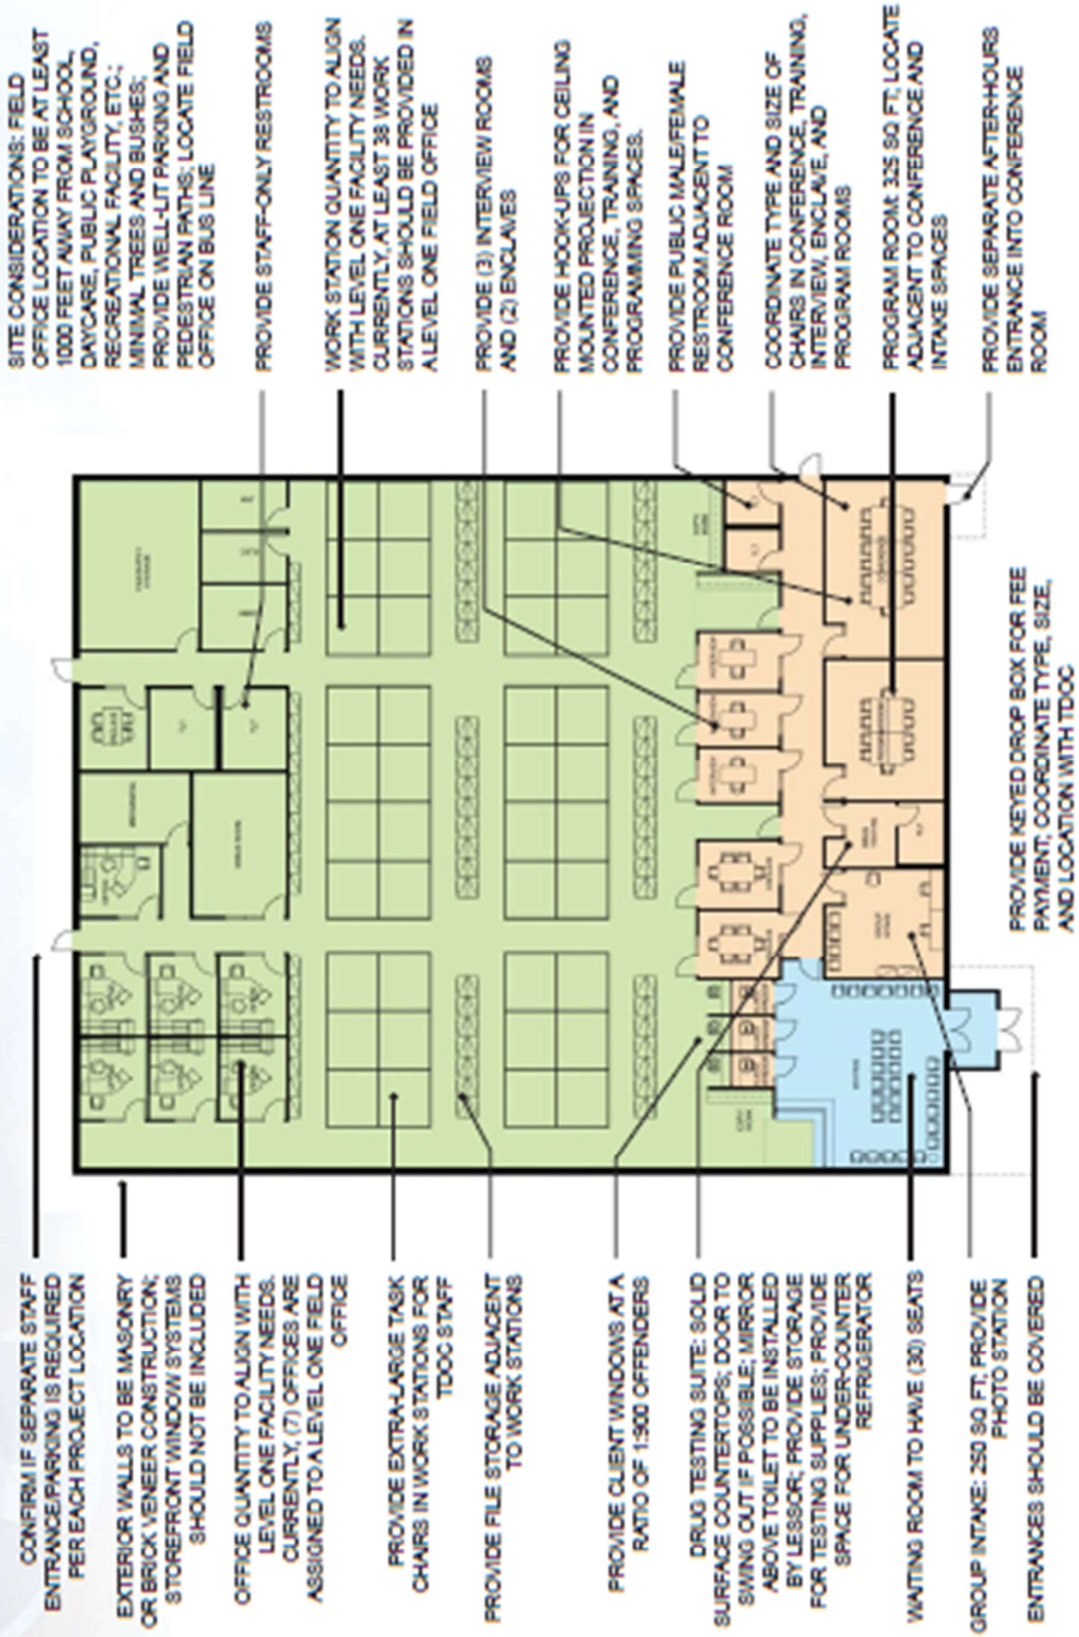 SITE CONSIDERATIONS: FIELD
OFFICE LOCATION TO BE AT LEAST
1000 FEET AWAY FROM SCHOOL,
DAYCARE, PUBLIC PLAYGROUND,
RECREATIONAL FACILITY, ETC.;
MINIMAL TREES AND BUSHES;
PROVIDE WELL-LIT PARKING AND
PEDESTRIAN PATHS; LOCATE FIELD
OFFICE ON BUS LINE
PROVIDE STAFF-ONLY RESTROOMS
WORK STATION QUANTITY TO ALIGN
WITH LEVEL ONE FACILITY NEEDS.
CURRENTLY, AT LEAST 38 WORK
STATIONS SHOULD BE PROVIDED IN
A LEVEL ONE FIELD OFFICE
PROVIDE (3) INTERVIEW ROOMS
AND (2) ENCLAVES
PROVIDE HOOK-UPS FOR CEILING
MOUNTED PROJECTION IN
CONFERENCE, TRAINING, AND
PROGRAMMING SPACES.
PROVIDE PUBLIC MALE/FEMALE
RESTROOM ADJACENT TO
CONFERENCE ROOM
COORDINATE TYPE AND SIZE OF
CHAIRS IN CONFERENCE, TRAINING,
INTERVIEW, ENCLAVE, AND
PROGRAM ROOMS
PROGRAM ROOM: 325 SQ FT; LOCATE
ADJACENT TO CONFERENCE AND
INTAKE SPACES
PROVIDE SEPARATE AFTER-HOURS
ENTRANCE INTO CONFERENCE
ROOM
PROVIDE KEYED DROP BOX FOR FEE
PAYMENT; COORDINATE TYPE, SIZE,
AND LOCATION WITH TDOC
CONFIRM IF SEPARATE STAFF
ENTRANCE/PARKING IS REQUIRED
PER EACH PROJECT LOCATION
EXTERIOR WALLS TO BE MASONRY
OR BRICK VENEER CONSTRUCTION;
STOREFRONT WINDOW SYSTEMS
SHOULD NOT BE INCLUDED
OFFICE QUANTITY TO ALIGN WITH
LEVEL ONE FACILITY NEEDS.
CURRENTLY, (7) OFFICES ARE
ASSIGNED TO A LEVEL ONE FIELD
OFFICE
PROVIDE EXTRA-LARGE TASK
CHAIRS IN WORK STATIONS FOR
TDOC STAFF
PROVIDE FILE STORAGE ADJACENT
TO WORK STATIONS
PROVIDE CLIENT WINDOWS AT A
RATIO OF 1:900 OFFENDERS
DRUG TESTING SUITE: SOLID
SURFACE COUNTERTOPS; DOOR TO
SWING OUT IF POSSIBLE; MIRROR
ABOVE TOILET TO BE INSTALLED
BY LESSOR; PROVIDE STORAGE
FOR TESTING SUPPLIES; PROVIDE
SPACE FOR UNDER-COUNTER
REFRIGERATOR
WAITING ROOM TO HAVE (30) SEATS
GROUP INTAKE: 250 SQ FT; PROVIDE
PHOTO STATION
ENTRANCES SHOULD BE COVERED